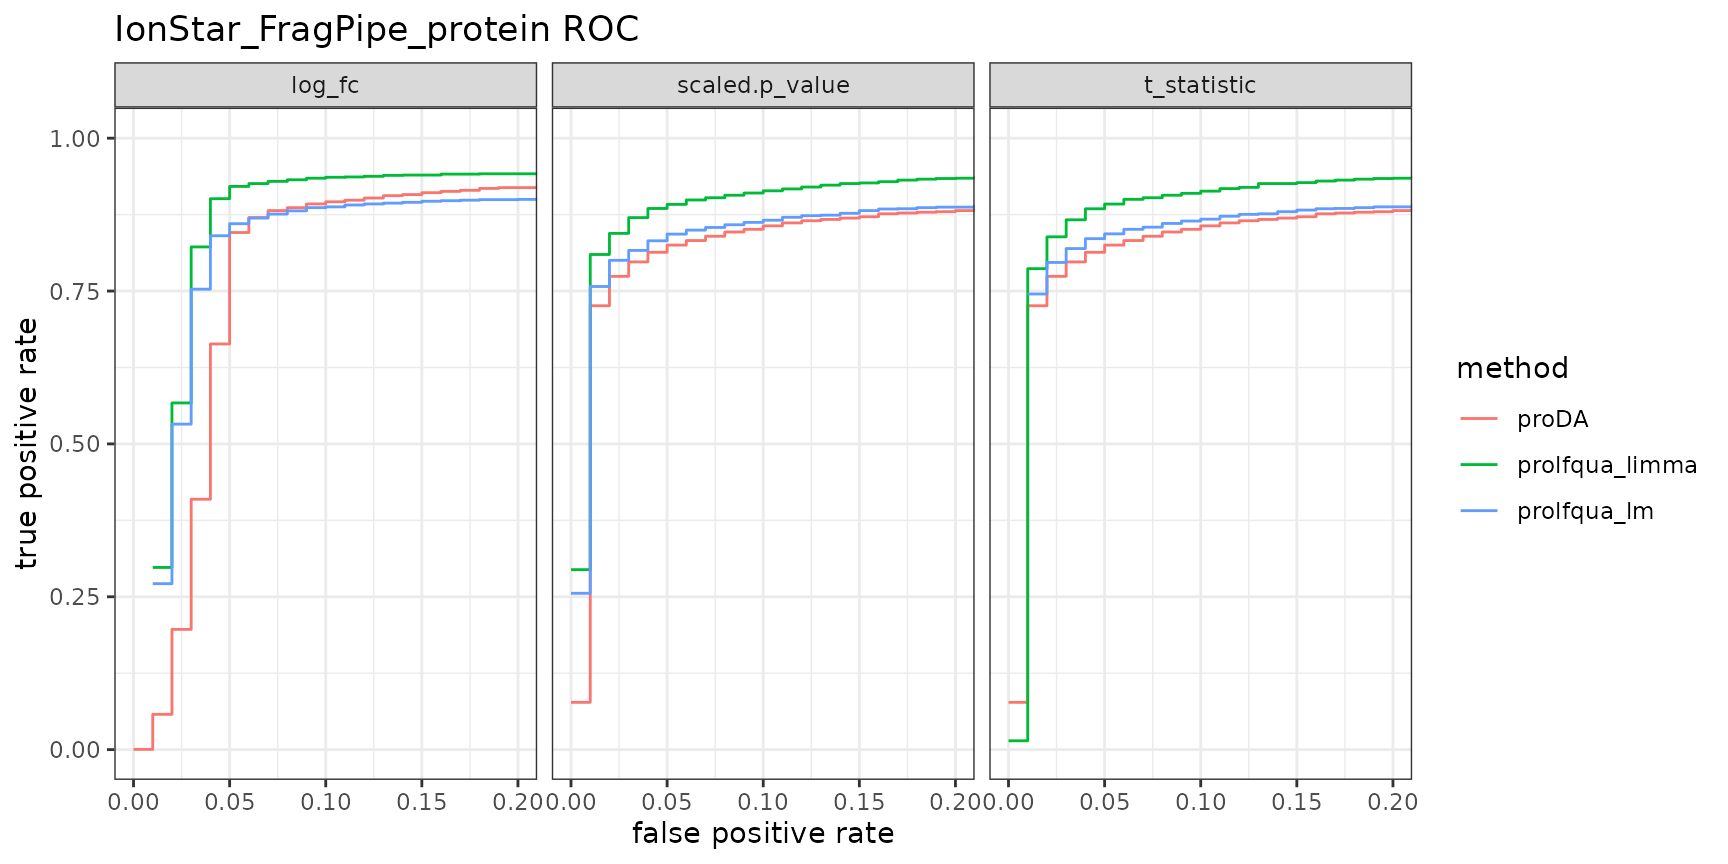 IonStar_FragPipe_protein ROC
log_fc
scaled.p_value
t_statistic
1.00
0.75
0.50
0.25
0.00
true positive rate
0.00 0.05 0.10 0.15 0.20
0.00 0.05 0.10 0.15 0.20
0.00 0.05 0.10 0.15 0.20
false positive rate
method
proDA
prolfqua_limma
prolfqua_lm